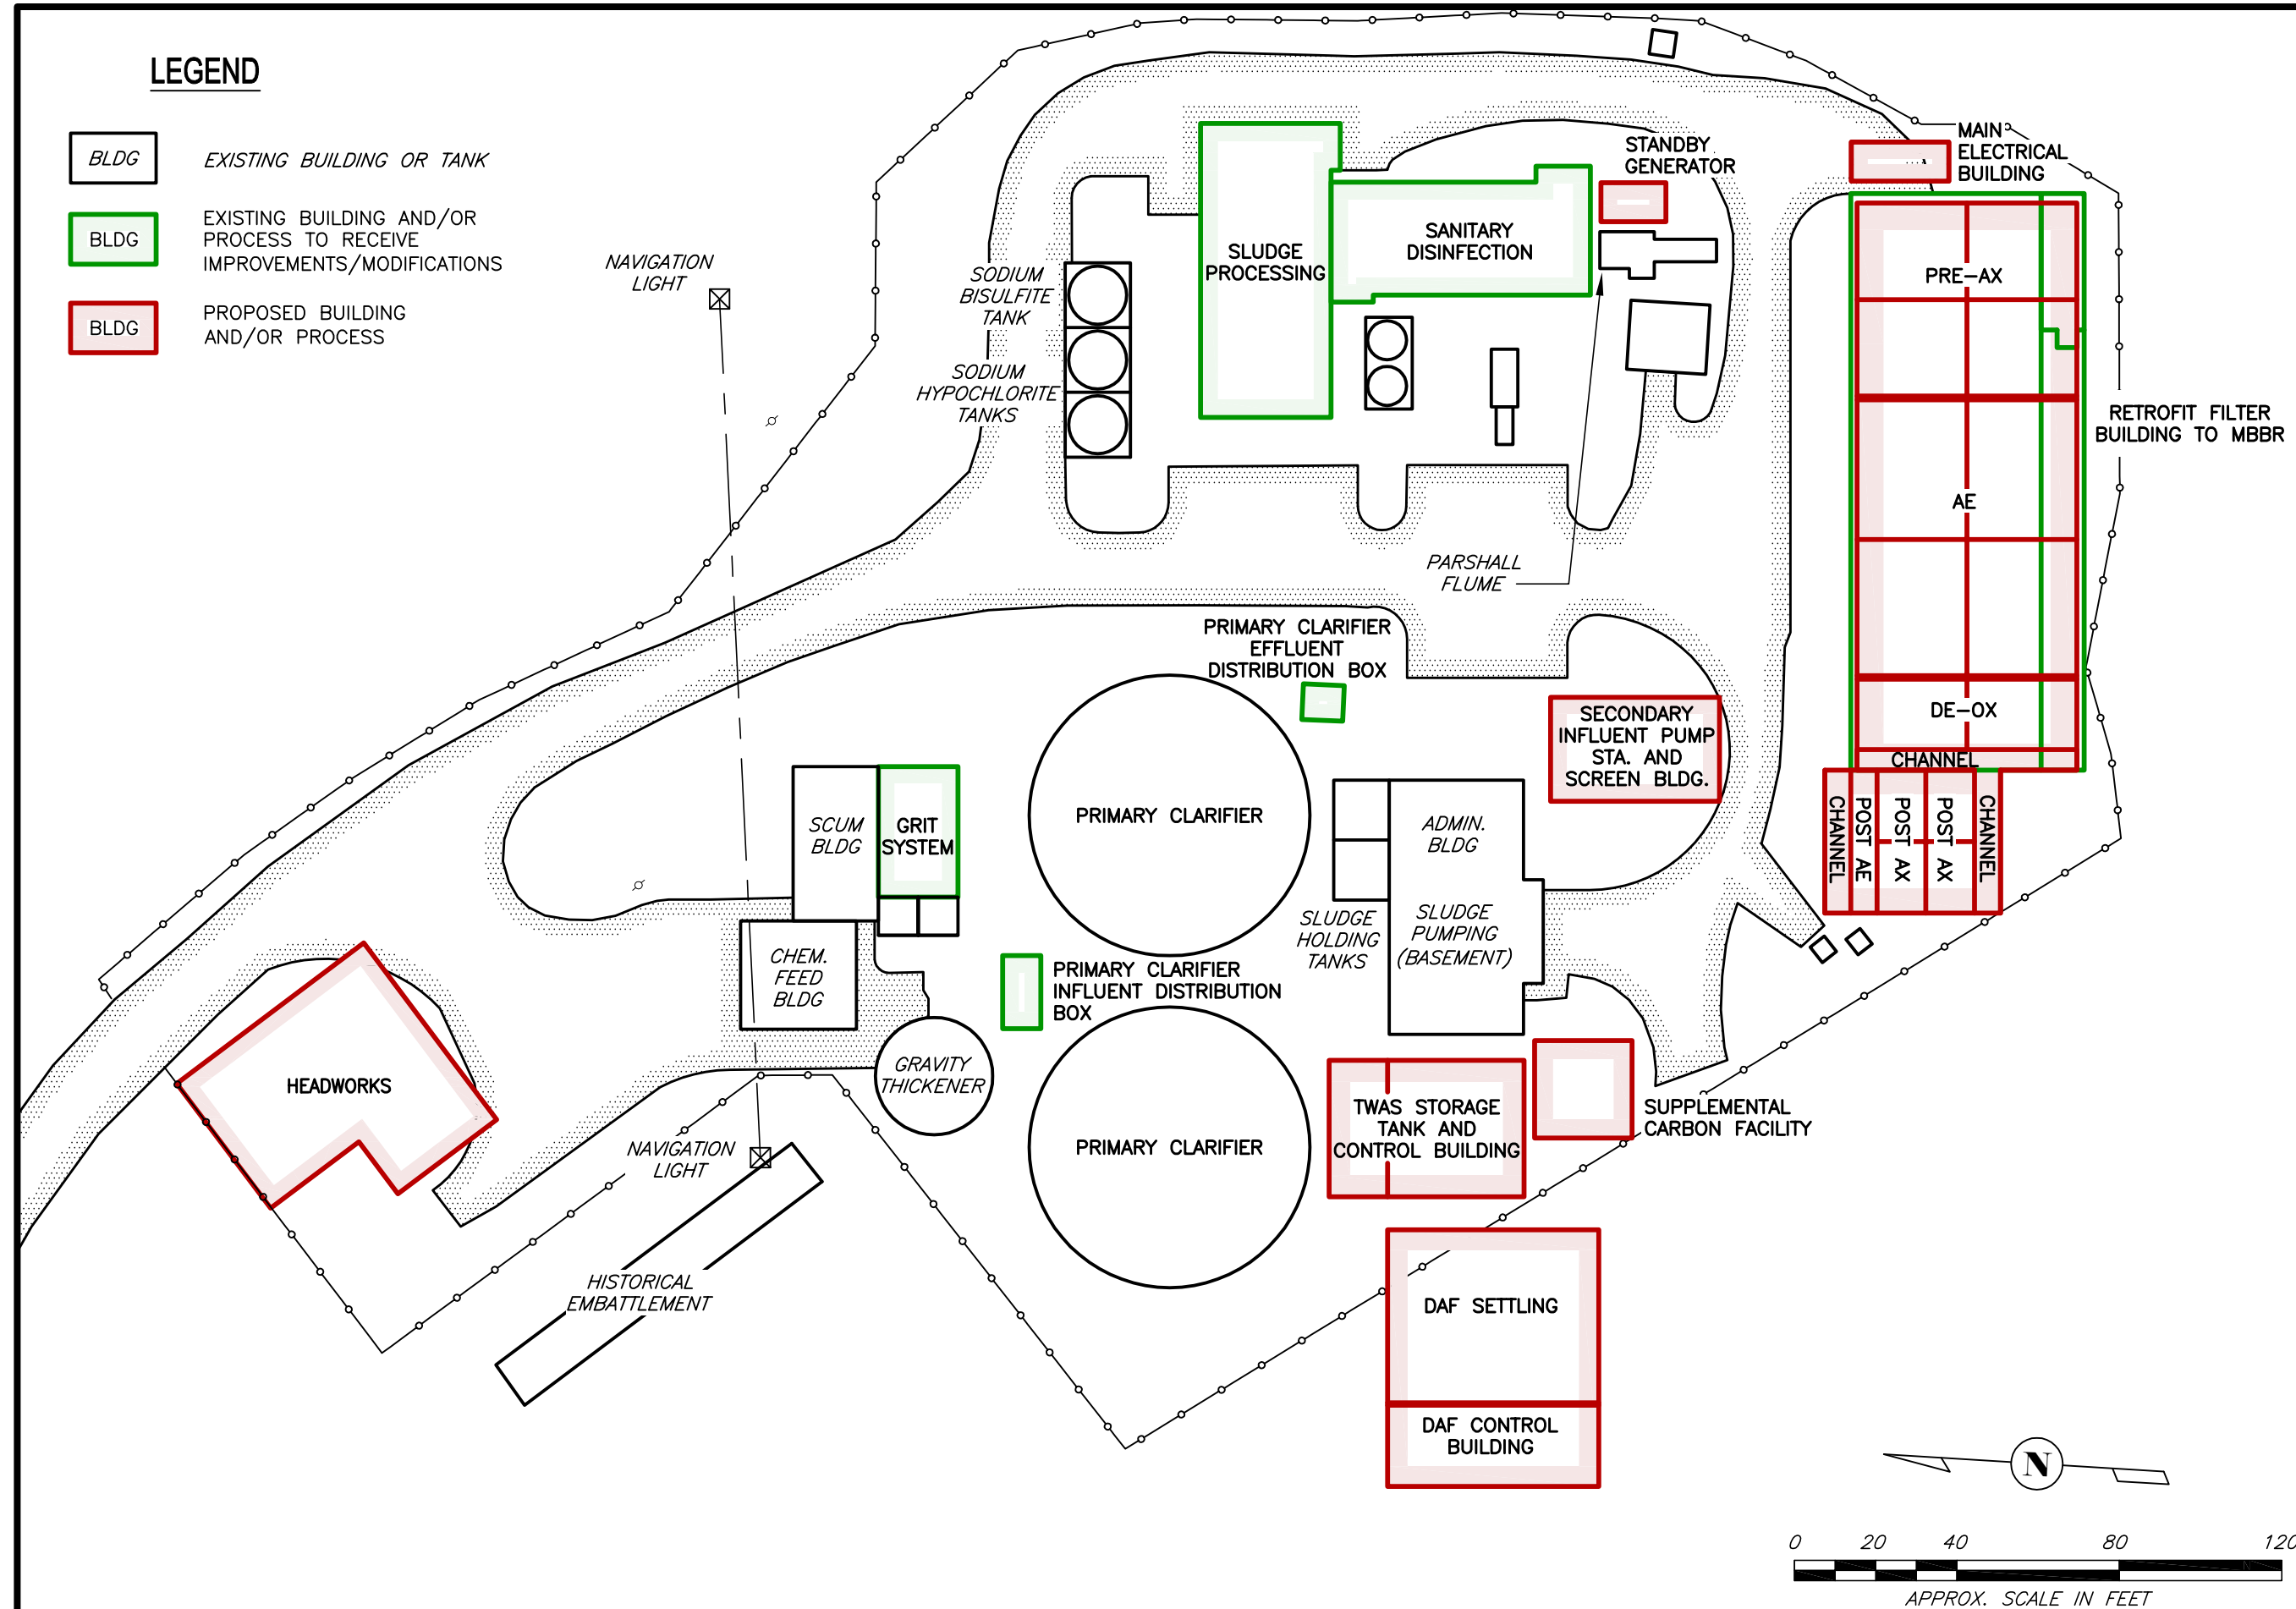 LEGEND
BLDG
EXISTING BUILDING OR TANK
BLDG
EXISTING BUILDING AND/OR
PROCESS TO RECEIVE
IMPROVEMENTS/MODIFICATIONS
BLDG
PROPOSED BUILDING
AND/OR PROCESS
NAVIGATION
LIGHT
SODIUM
BISULFITE
TANK
SODIUM
HYPOCHLORITE
TANKS
SLUDGE
PROCESSING
SANITARY
DISINFECTION
STANDBY
GENERATOR
MAIN
ELECTRICAL
BUILDING
PRE-AX
RETROFIT FILTER
BUILDING TO MBBR
AE
PARSHALL
FLUME
DE-OX
CHANNEL
CHANNEL
POST AE
POST AX
POST AX
CHANNEL
PRIMARY CLARIFIER
EFFLUENT
DISTRIBUTION BOX
SECONDARY
INFLUENT PUMP
STA. AND
SCREEN BLDG.
SCUM
BLDG
GRIT
SYSTEM
PRIMARY CLARIFIER
ADMIN.
BLDG
SLUDGE
PUMPING
(BASEMENT)
SLUDGE
HOLDING
TANKS
CHEM.
FEED
BLDG
PRIMARY CLARIFIER
INFLUENT DISTRIBUTION
BOX
GRAVITY
THICKENER
HEADWORKS
NAVIGATION
LIGHT
PRIMARY CLARIFIER
TWAS STORAGE
TANK AND
CONTROL BUILDING
SUPPLEMENTAL
CARBON FACILITY
HISTORICAL
EMBATTLEMENT
DAF SETTLING
DAF CONTROL
BUILDING
N
0 20 40 80 120
APPROX. SCALE IN FEET